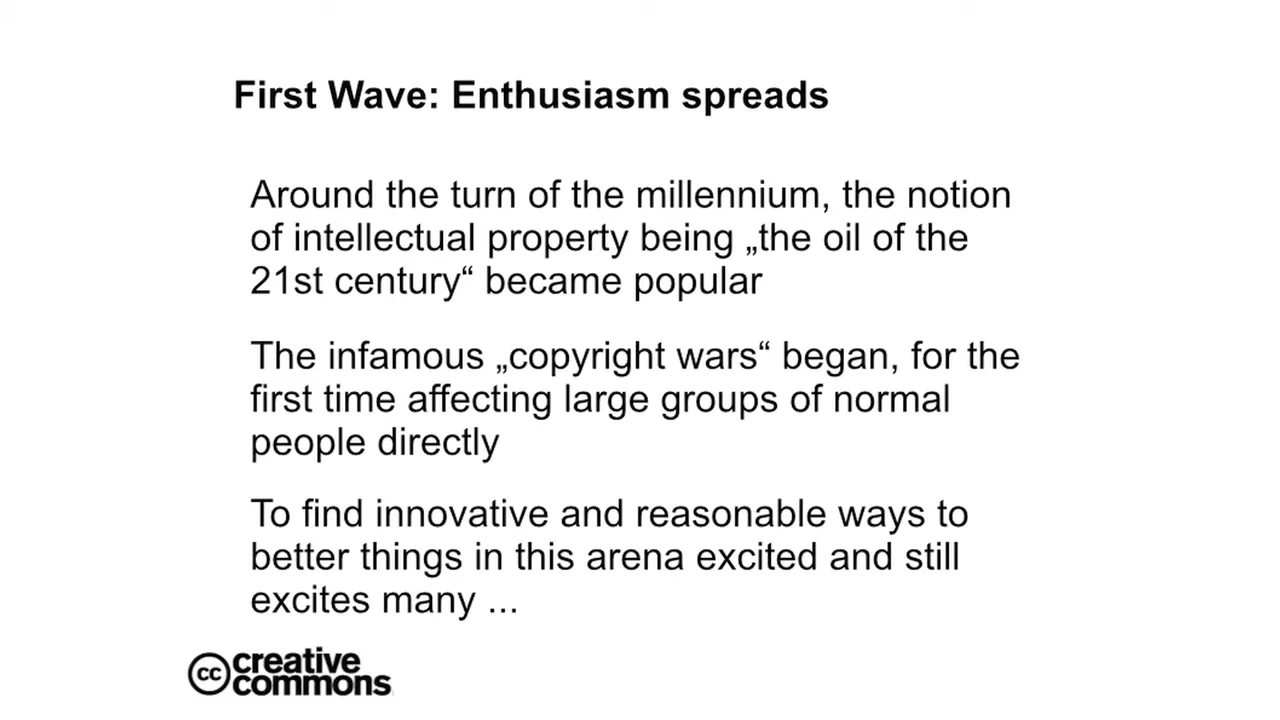 First Wave: Enthusiasm spreads
Around the turn of the millennium, the notion
of intellectual property being „the oil of the
21st century“ became popular
The infamous „copyright wars“ began, for the
first time affecting large groups of normal
people directly
To find innovative and reasonable ways to
better things in this arena excited and still
excites many ...
cc creative
commons